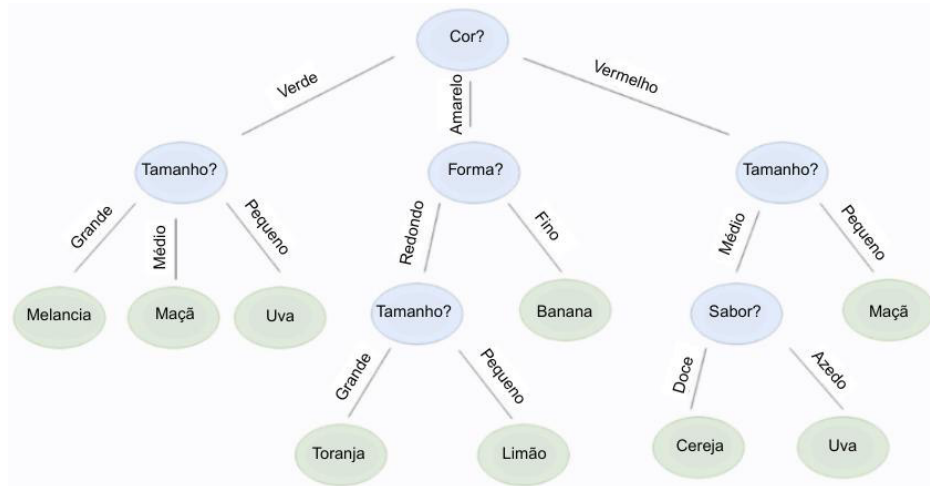 Cor?
Verde
Amarelo
Vermelho
Tamanho?
Forma?
Tamanho?
Grande
Médio
Pequeno
Redondo
Fino
Médio
Pequeno
Melancia
Maçã
Uva
Tamanho?
Banana
Sabor?
Maçã
Grande
Pequeno
Doce
Azedo
Toranja
Limão
Cereja
Uva